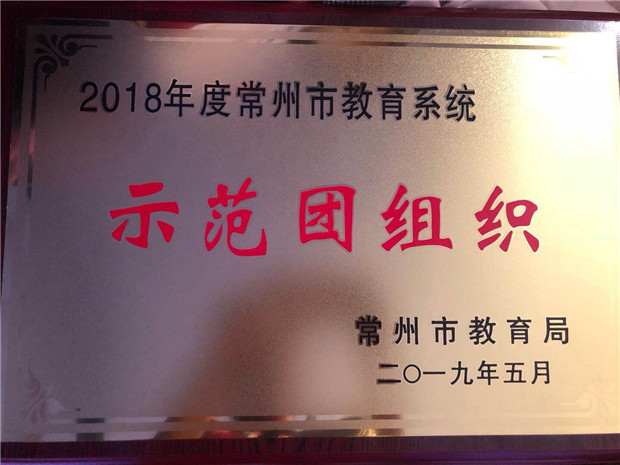 2018年度常州市教育系统
示范团组织
常州市教育局
二〇一九年五月